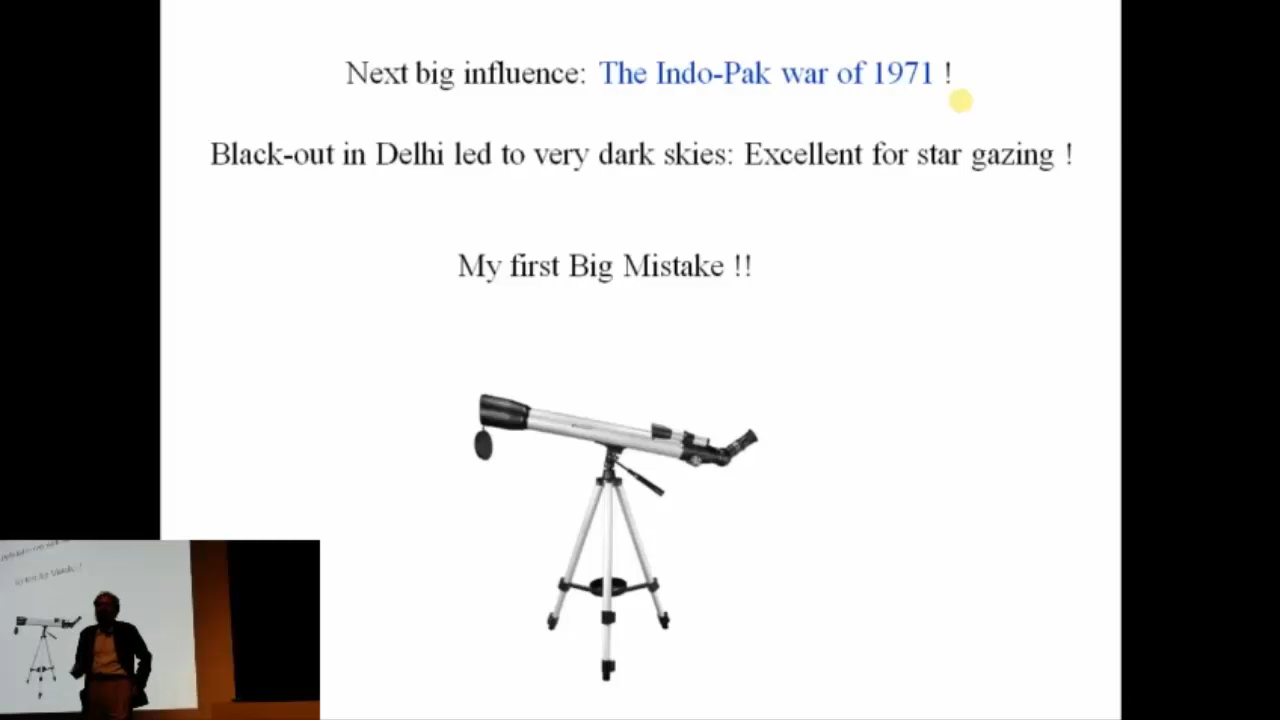 Next big influence: The Indo-Pak war of 1971 !
Black-out in Delhi led to very dark skies: Excellent for star gazing !
My first Big Mistake !!